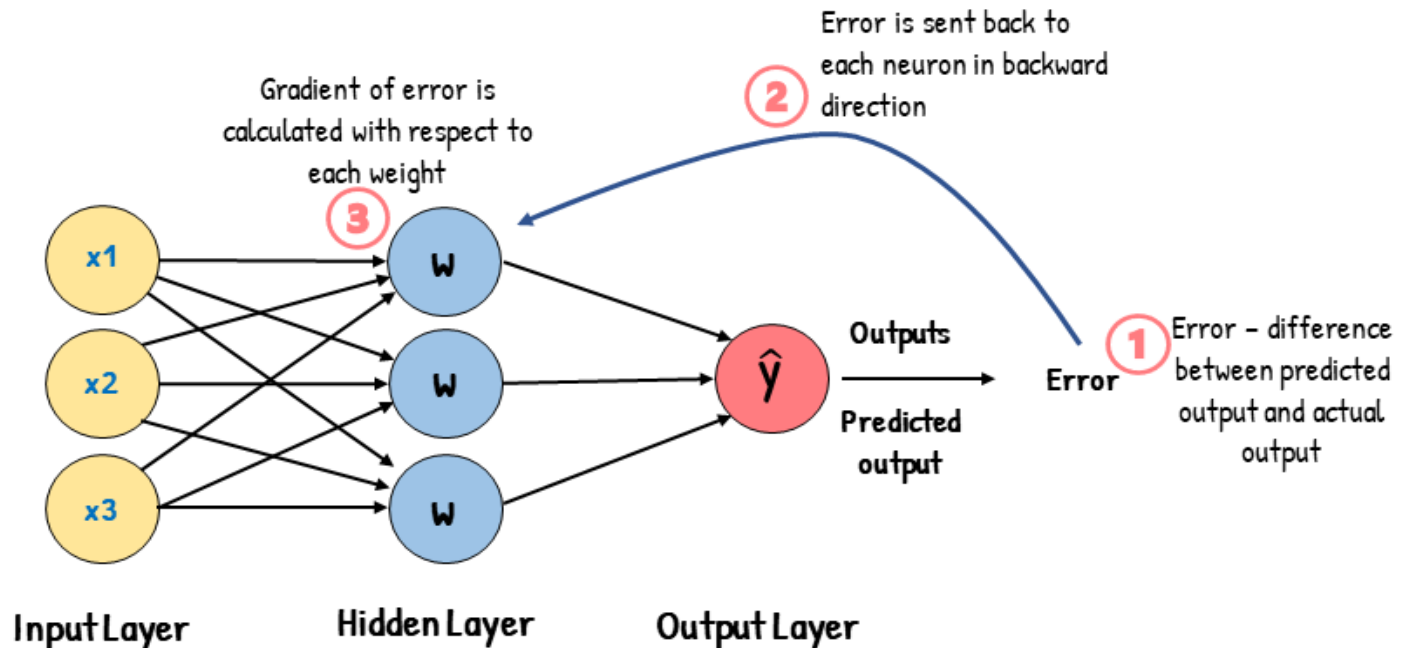 Error is sent back to
each neuron in backward
direction
2
Gradient of error is
calculated with respect to
each weight
3
x1
x2
x3
w
w
w
ŷ
Outputs
Predicted
output
Error
1
Error - difference
between predicted
output and actual
output
Input Layer
Hidden Layer
Output Layer